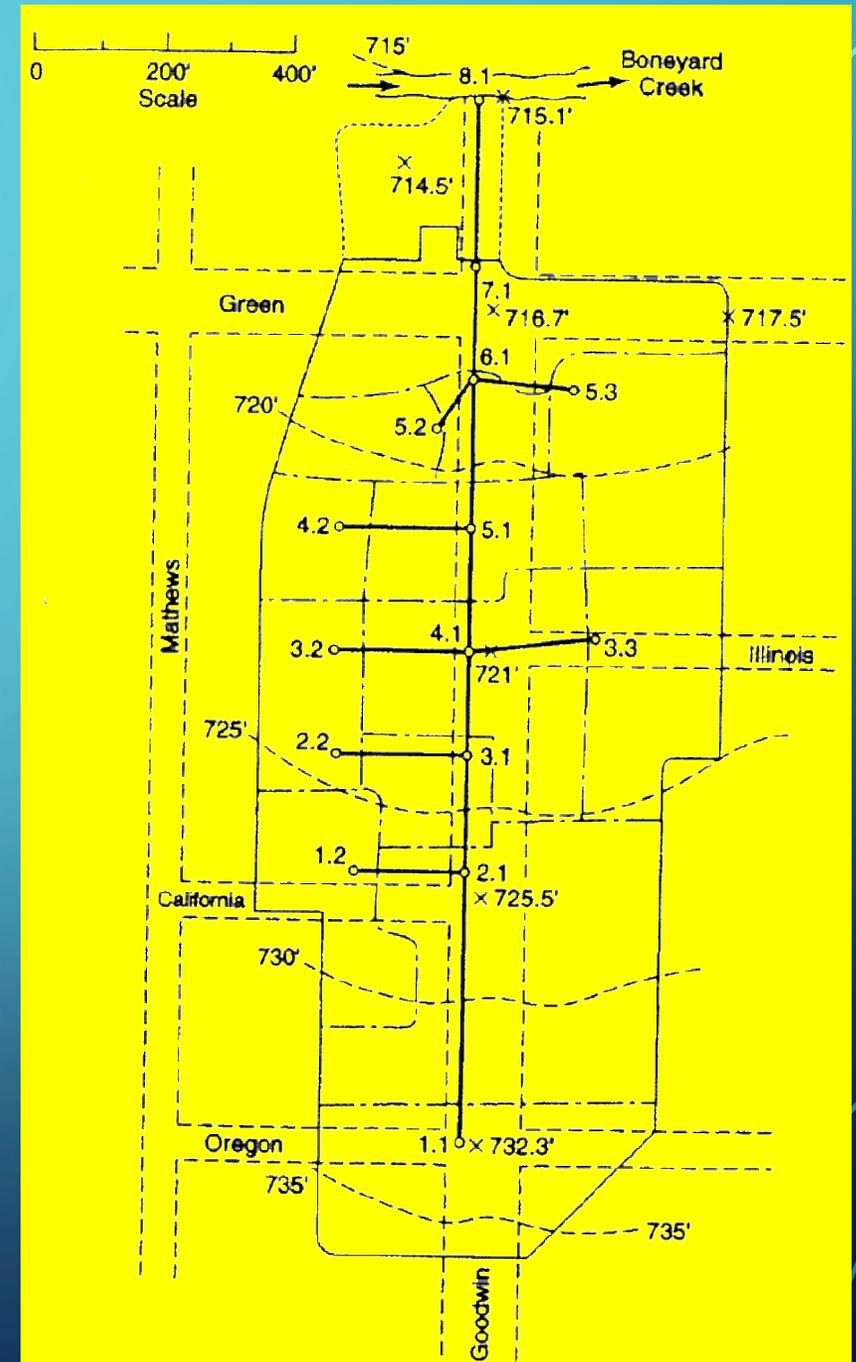 715'
8.1
Boneyard
Creek
0 200' 400'
Scale
715.1'
714.5'
Green
7.1
716.7'
717.5'
6.1
720'
5.3
5.2
4.2
5.1
Mathews
4.1
3.2
3.3
721'
Illinois
725'
2.2
3.1
1.2
2.1
California
725.5'
730'
Oregon
1.1
732.3'
735'
735'
Goodwin